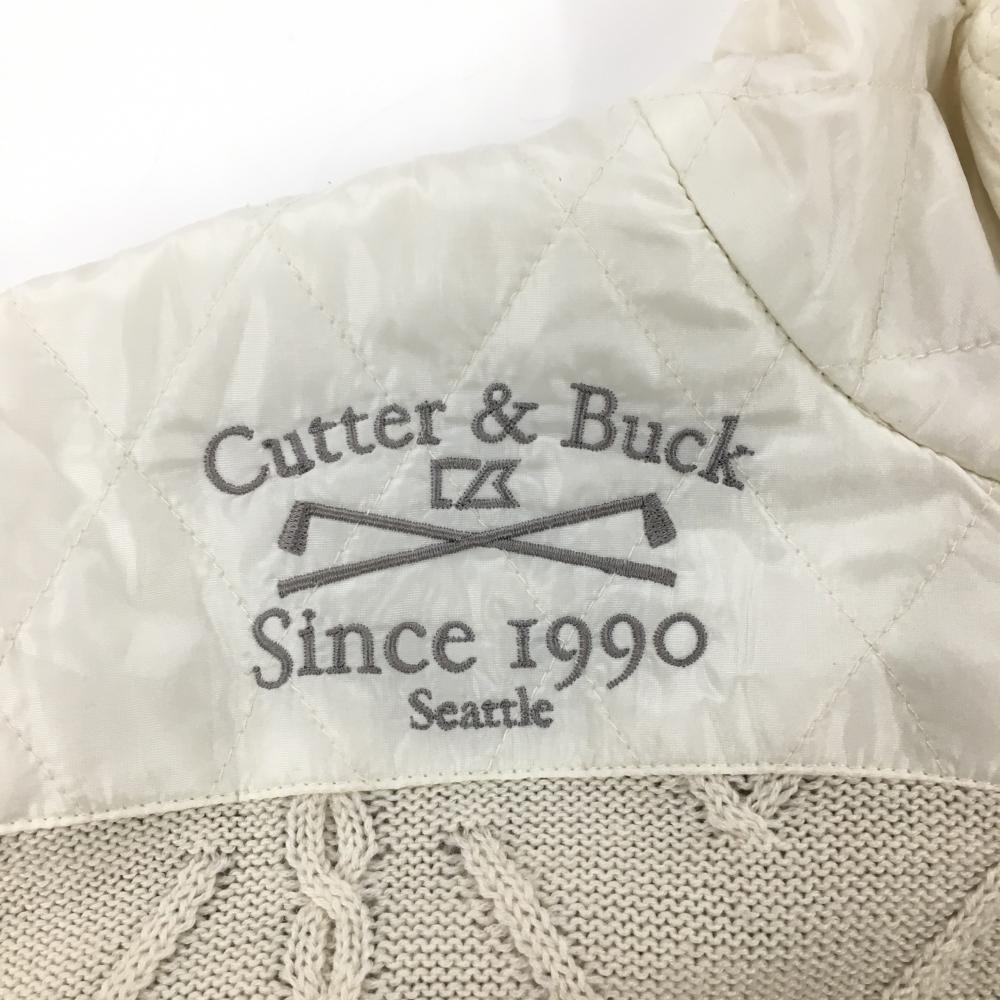 Cutter & Buck
Since 1990
Seattle